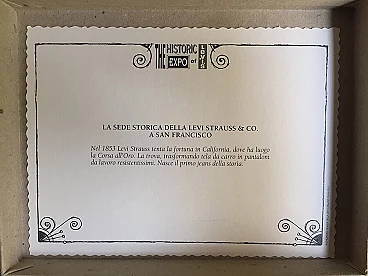 HISTORIC
EXPO of
LEVI'S
LA SEDE STORICA DELLA LEVI STRAUSS & CO.
A SAN FRANCISCO
Nel 1853 Levi Strauss tenta la fortuna in California, dove ha luogo
la Corsa all'Oro. La trova, trasformando tela da carro in pantaloni
da lavoro resistentissimi. Nasce il primo jeans della storia.